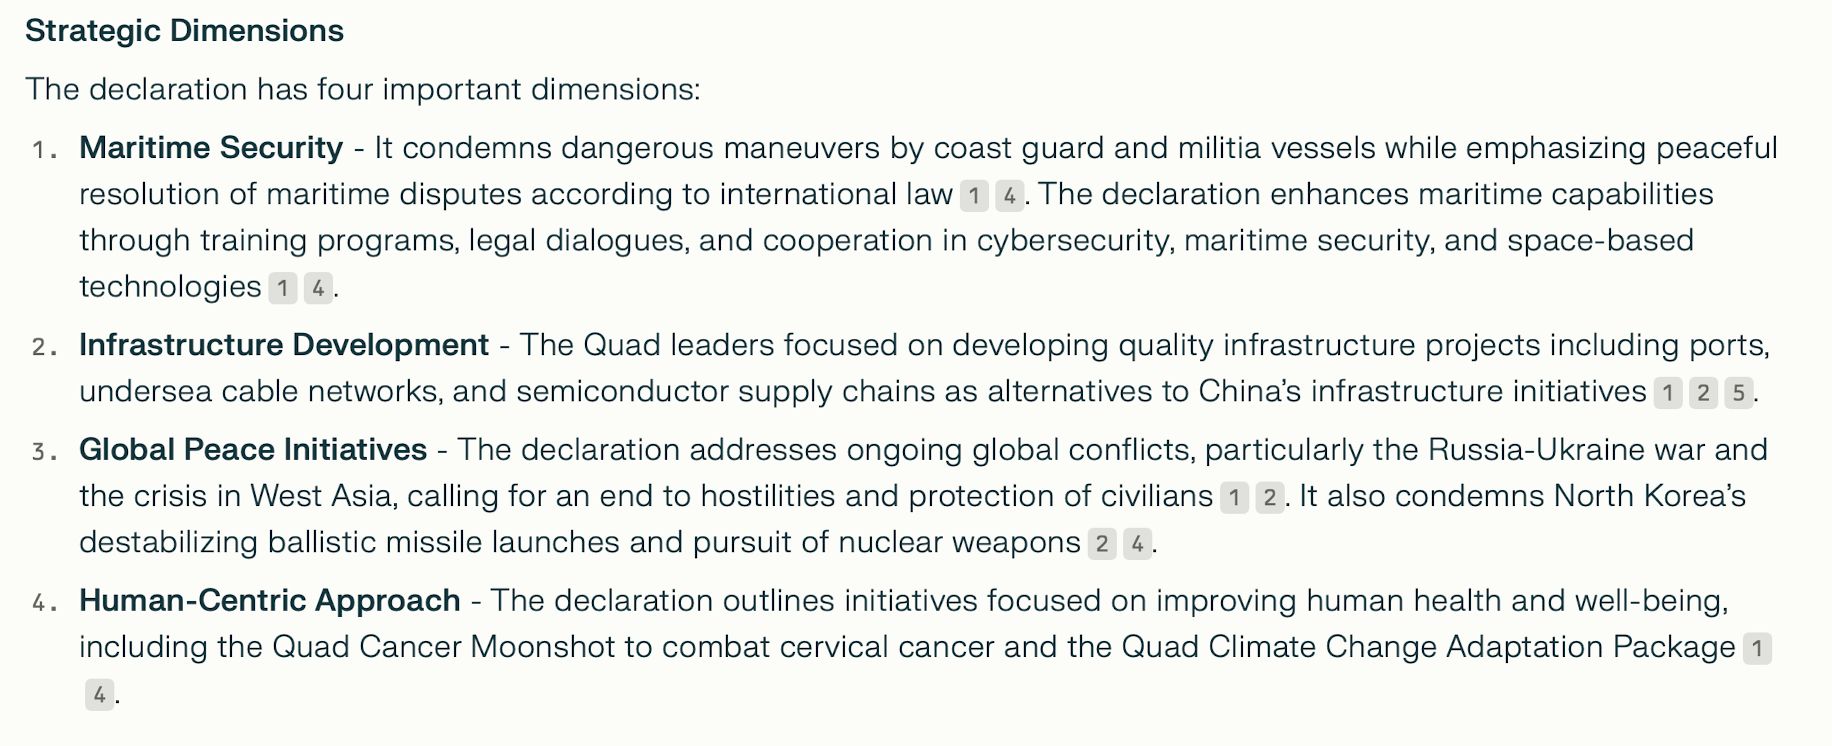 Strategic Dimensions
The declaration has four important dimensions:
1. Maritime Security - It condemns dangerous maneuvers by coast guard and militia vessels while emphasizing peaceful
resolution of maritime disputes according to international law 1 4. The declaration enhances maritime capabilities
through training programs, legal dialogues, and cooperation in cybersecurity, maritime security, and space-based
technologies 1 4.
2. Infrastructure Development - The Quad leaders focused on developing quality infrastructure projects including ports,
undersea cable networks, and semiconductor supply chains as alternatives to China’s infrastructure initiatives 1 2 5.
3. Global Peace Initiatives - The declaration addresses ongoing global conflicts, particularly the Russia-Ukraine war and
the crisis in West Asia, calling for an end to hostilities and protection of civilians 1 2. It also condemns North Korea’s
destabilizing ballistic missile launches and pursuit of nuclear weapons 2 4.
4. Human-Centric Approach - The declaration outlines initiatives focused on improving human health and well-being,
including the Quad Cancer Moonshot to combat cervical cancer and the Quad Climate Change Adaptation Package 1
4.